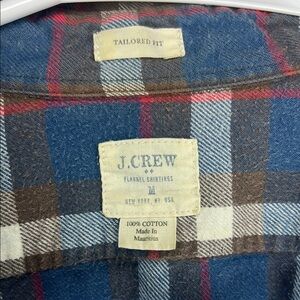 TAILORED FIT
J.CREW
FLANNEL SHIRTINGS
M
NEW YORK, NY USA
100% COTTON
Made In
Mauritius